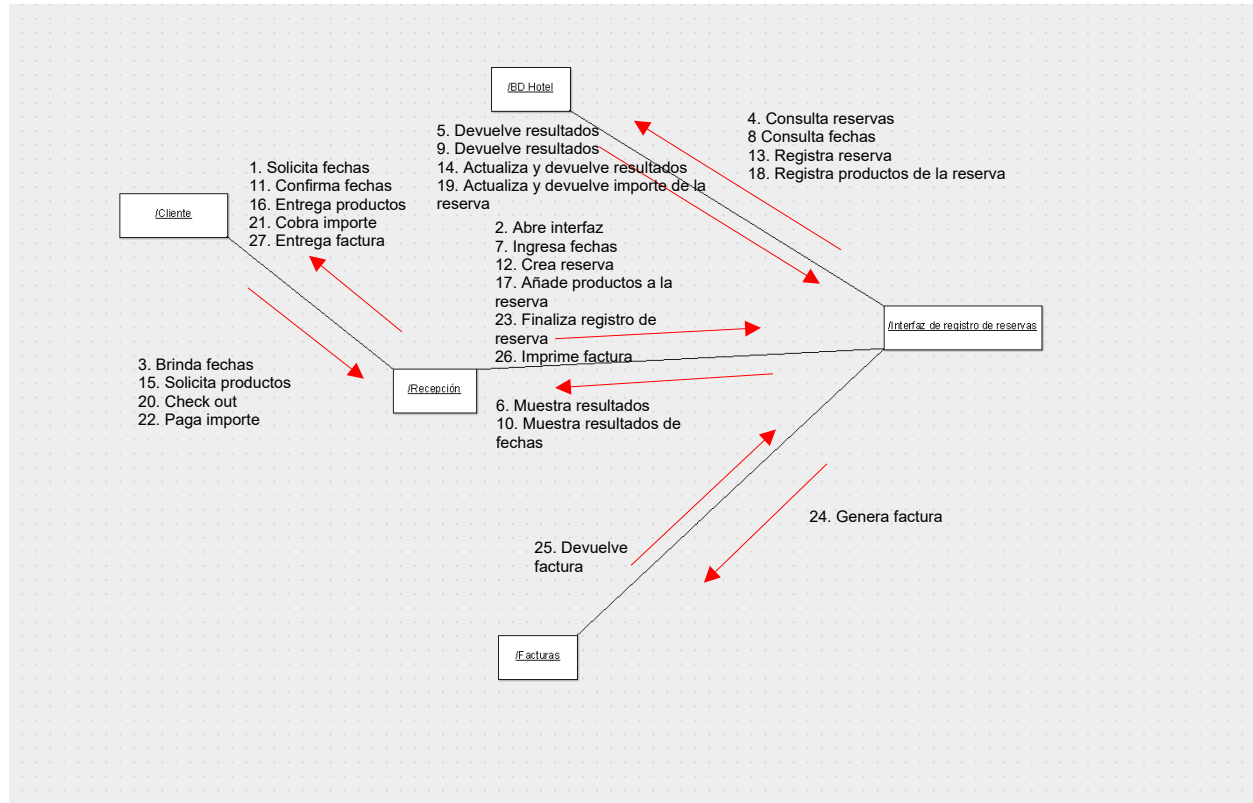 /BD Hotel
4. Consulta reservas
8 Consulta fechas
13. Registra reserva
18. Registra productos de la reserva
5. Devuelve resultados
9. Devuelve resultados
14. Actualiza y devuelve resultados
19. Actualiza y devuelve importe de la
reserva
1. Solicita fechas
11. Confirma fechas
16. Entrega productos
21. Cobra importe
27. Entrega factura
/Cliente
2. Abre interfaz
7. Ingresa fechas
12. Crea reserva
17. Añade productos a la
reserva
23. Finaliza registro de
reserva
26. Imprime factura
/Interfaz de registro de reservas
3. Brinda fechas
15. Solicita productos
20. Check out
22. Paga importe
/Recepción
6. Muestra resultados
10. Muestra resultados de
fechas
24. Genera factura
25. Devuelve
factura
/Facturas